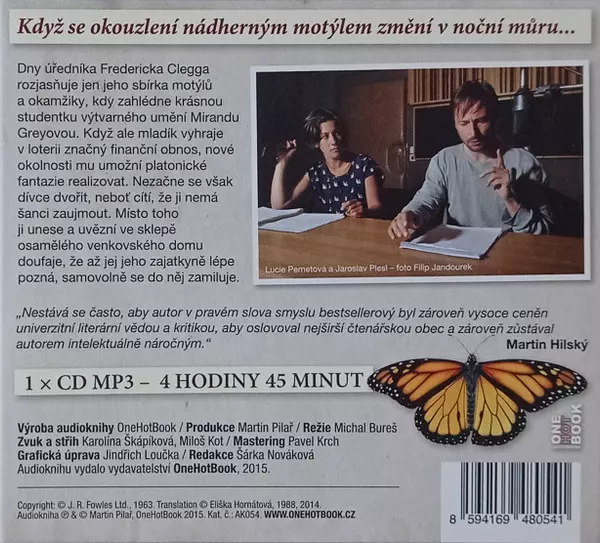 Když se okouzlení nádherným motýlem změní v noční můru...
Dny úředníka Fredericka Clegga
rozjasňuje jen jeho sbírka motýlů
a okamžiky, kdy zahlédne krásnou
studentku výtvarného umění Mirandu
Greyovou. Když ale mladík vyhraje
v loterii značný finanční obnos, nové
okolnosti mu umožní platonické
fantazie realizovat. Nezačne se však
dívce dvořit, neboť cítí, že ji nemá
šanci zaujmout. Místo toho
ji unese a uvězní ve sklepě
osamělého venkovského domu
doufaje, že až jej jeho zajatkyně lépe
pozná, samovolně se do něj zamiluje.
Lucie Pernetová a Jaroslav Plesl – foto Filip Jandourek
„Nestává se často, aby autor v pravém slova smyslu bestsellerový byl zároveň vysoce ceněn
univerzitní literární vědou a kritikou, aby oslovoval nejširší čtenářskou obec a zároveň zůstával
autorem intelektuálně náročným.“
Martin Hilský
1 × CD MP3 – 4 HODINY 45 MINUT
Výroba audioknihy OneHotBook / Produkce Martin Pilař / Režie Michal Bureš
Zvuk a střih Karolína Škápíková, Miloš Kot / Mastering Pavel Krch
Grafická úprava Jindřich Loučka / Redakce Šárka Nováková
Audioknihu vydalo vydavatelství OneHotBook, 2015.
ONE
HOT
BOOK
Copyright: © J. R. Fowles Ltd., 1963. Translation © Eliška Hornátová, 1988, 2014.
Audiokniha ℗ & © Martin Pilař, OneHotBook 2015. Kat. č.: AK054. WWW.ONEHOTBOOK.CZ
8 594169 480541